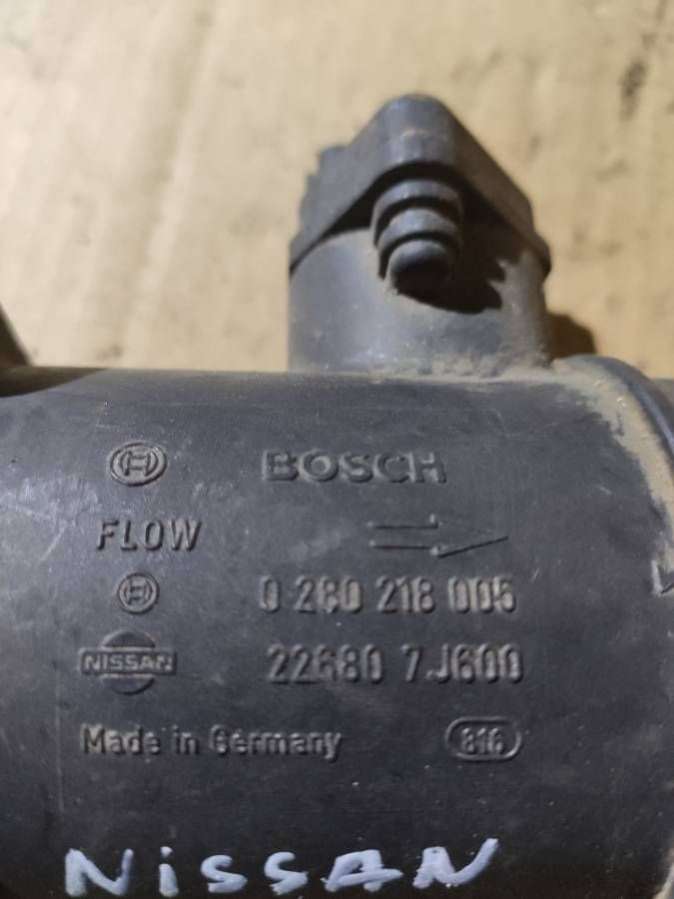 BOSCH
FLOW
0 280 218 005
NISSAN 22680 7J600
Made in Germany 816
NiSSAN